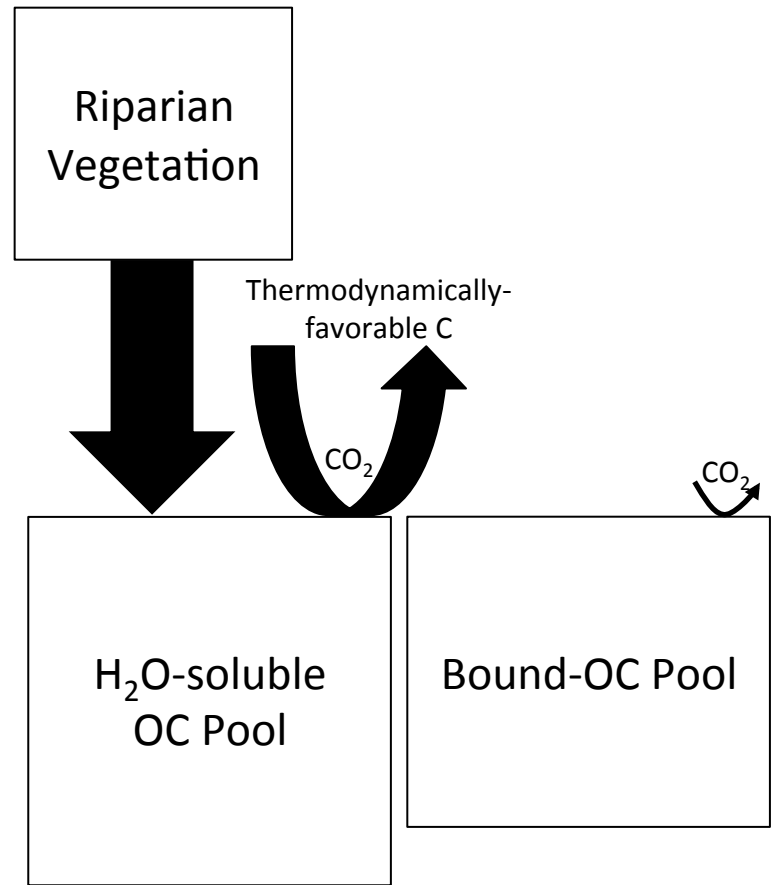 Riparian
Vegetation
Thermodynamically-
favorable C
CO₂
CO₂
H₂O-soluble
OC Pool
Bound-OC Pool